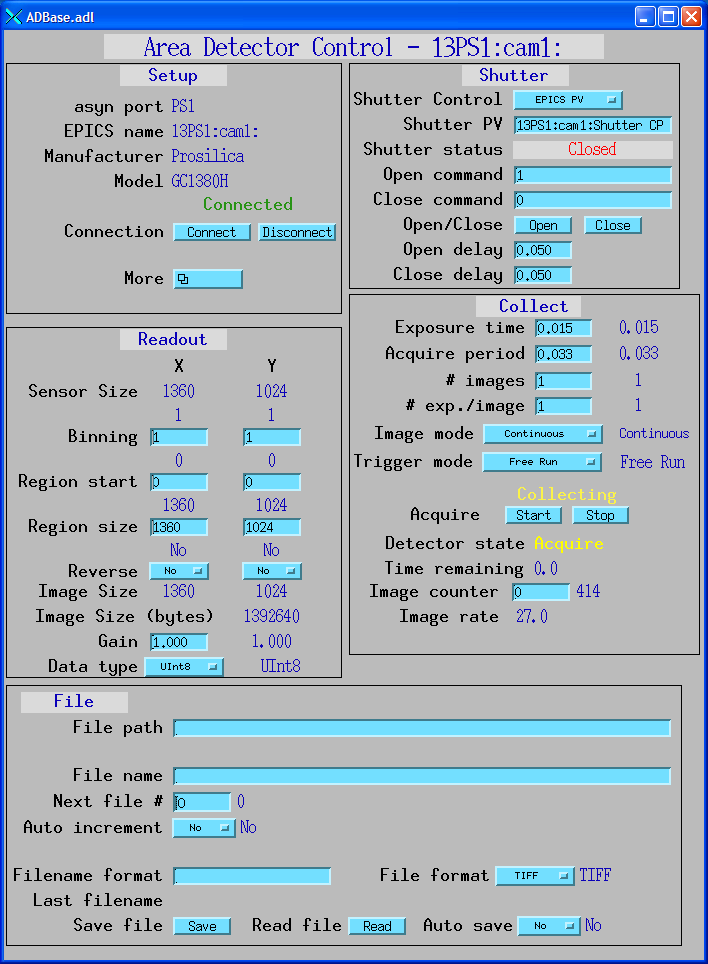 ADBase.adl
Area Detector Control - 13PS1:cam1:
Setup
asyn port PS1
EPICS name 13PS1:cam1:
Manufacturer Prosilica
Model GC1380H
Connected
Connection Connect Disconnect
More
Shutter
Shutter Control EPICS PV
Shutter PV 13PS1:cam1:Shutter CP
Shutter status Closed
Open command 1
Close command 0
Open/Close Open Close
Open delay 0.050
Close delay 0.050
Readout
X Y
Sensor Size 1360 1024
1 1
Binning 1 1
0 0
Region start 0 0
1360 1024
Region size 1360 1024
No No
Reverse No No
Image Size 1360 1024
Image Size (bytes) 1392640
Gain 1.000 1.000
Data type UInt8 UInt8
Collect
Exposure time 0.015 0.015
Acquire period 0.033 0.033
# images 1 1
# exp./image 1 1
Image mode Continuous Continuous
Trigger mode Free Run Free Run
Collecting
Acquire Start Stop
Detector state Acquire
Time remaining 0.0
Image counter 0 414
Image rate 27.0
File
File path
File name
Next file # 0 0
Auto increment No No
Filename format File format TIFF TIFF
Last filename
Save file Save Read file Read Auto save No No